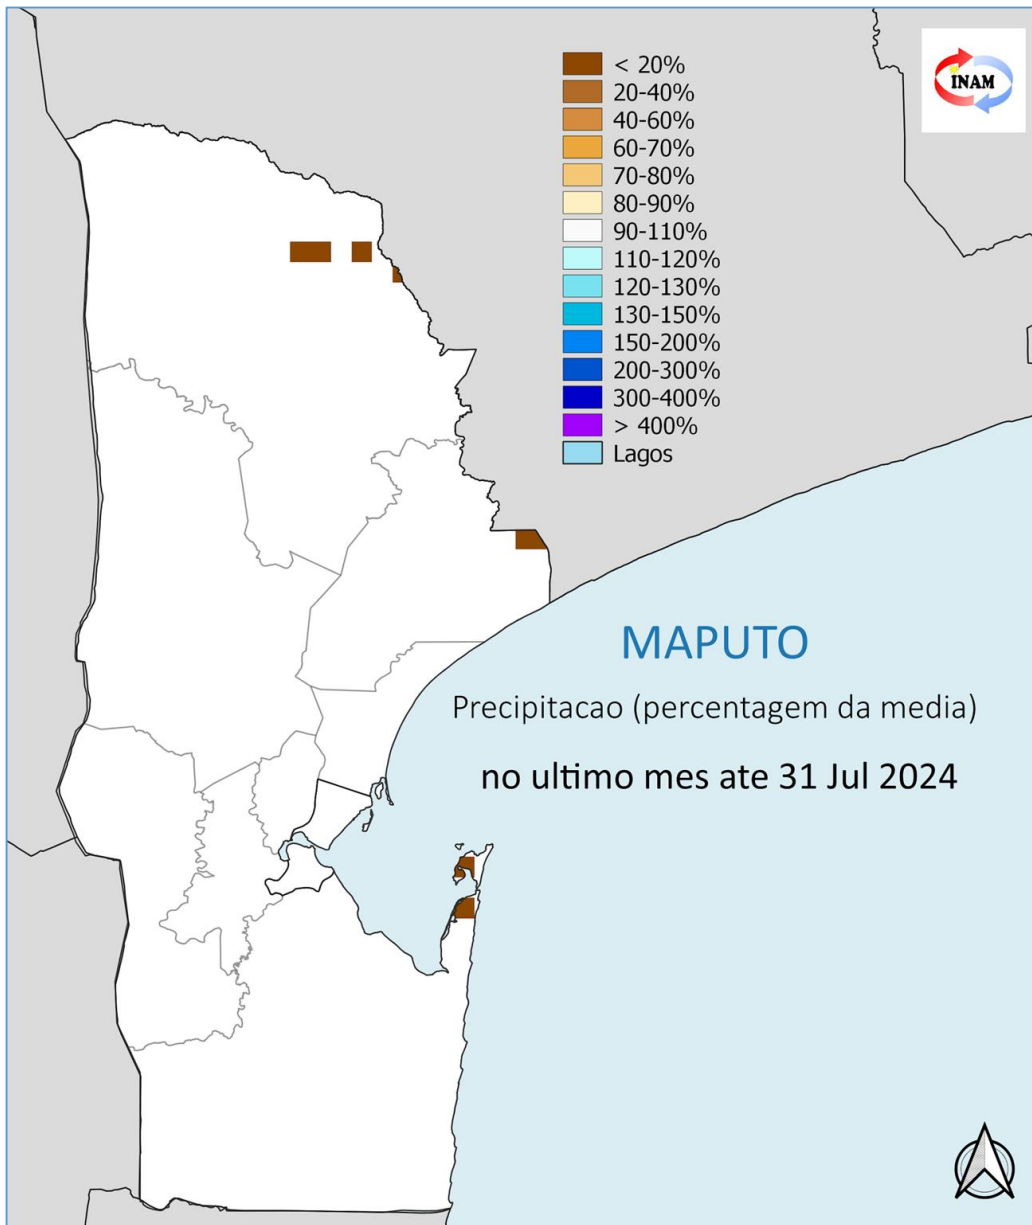 INAM
< 20%
20-40%
40-60%
60-70%
70-80%
80-90%
90-110%
110-120%
120-130%
130-150%
150-200%
200-300%
300-400%
> 400%
Lagos
MAPUTO
Precipitacao (percentagem da media)
no ultimo mes ate 31 Jul 2024